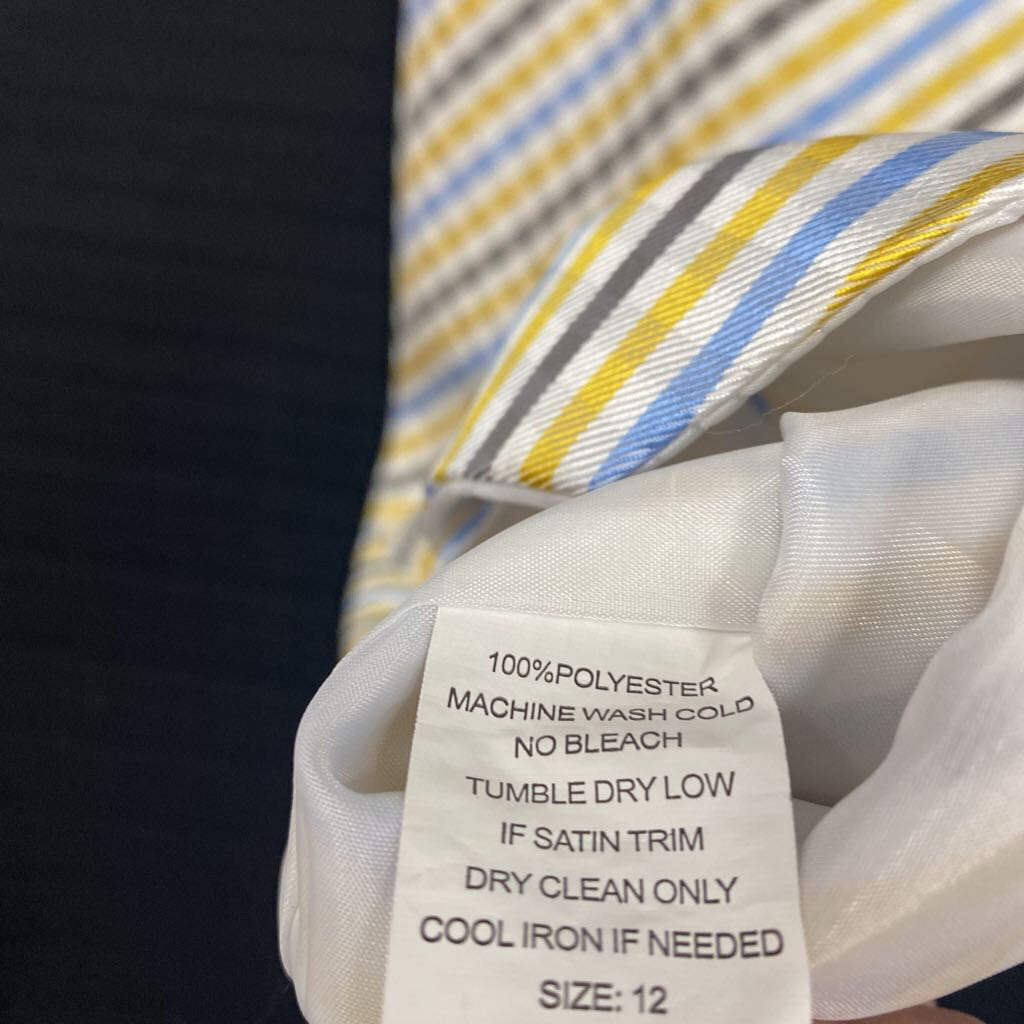 100%POLYESTER
MACHINE WASH COLD
NO BLEACH
TUMBLE DRY LOW
IF SATIN TRIM
DRY CLEAN ONLY
COOL IRON IF NEEDED
SIZE: 12